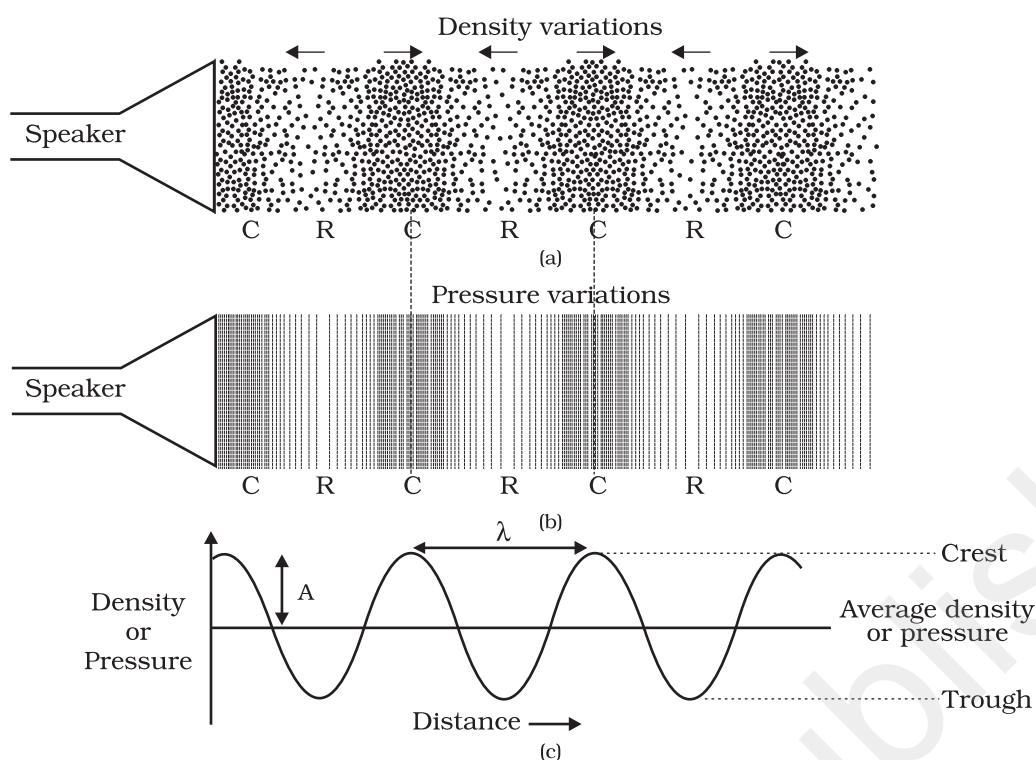 Density variations
Speaker
C R C R C R C
(a)
Pressure variations
Speaker
C R C R C R C
(b)
λ
Crest
A
Density
or
Pressure
Average density
or pressure
Trough
Distance
(c)